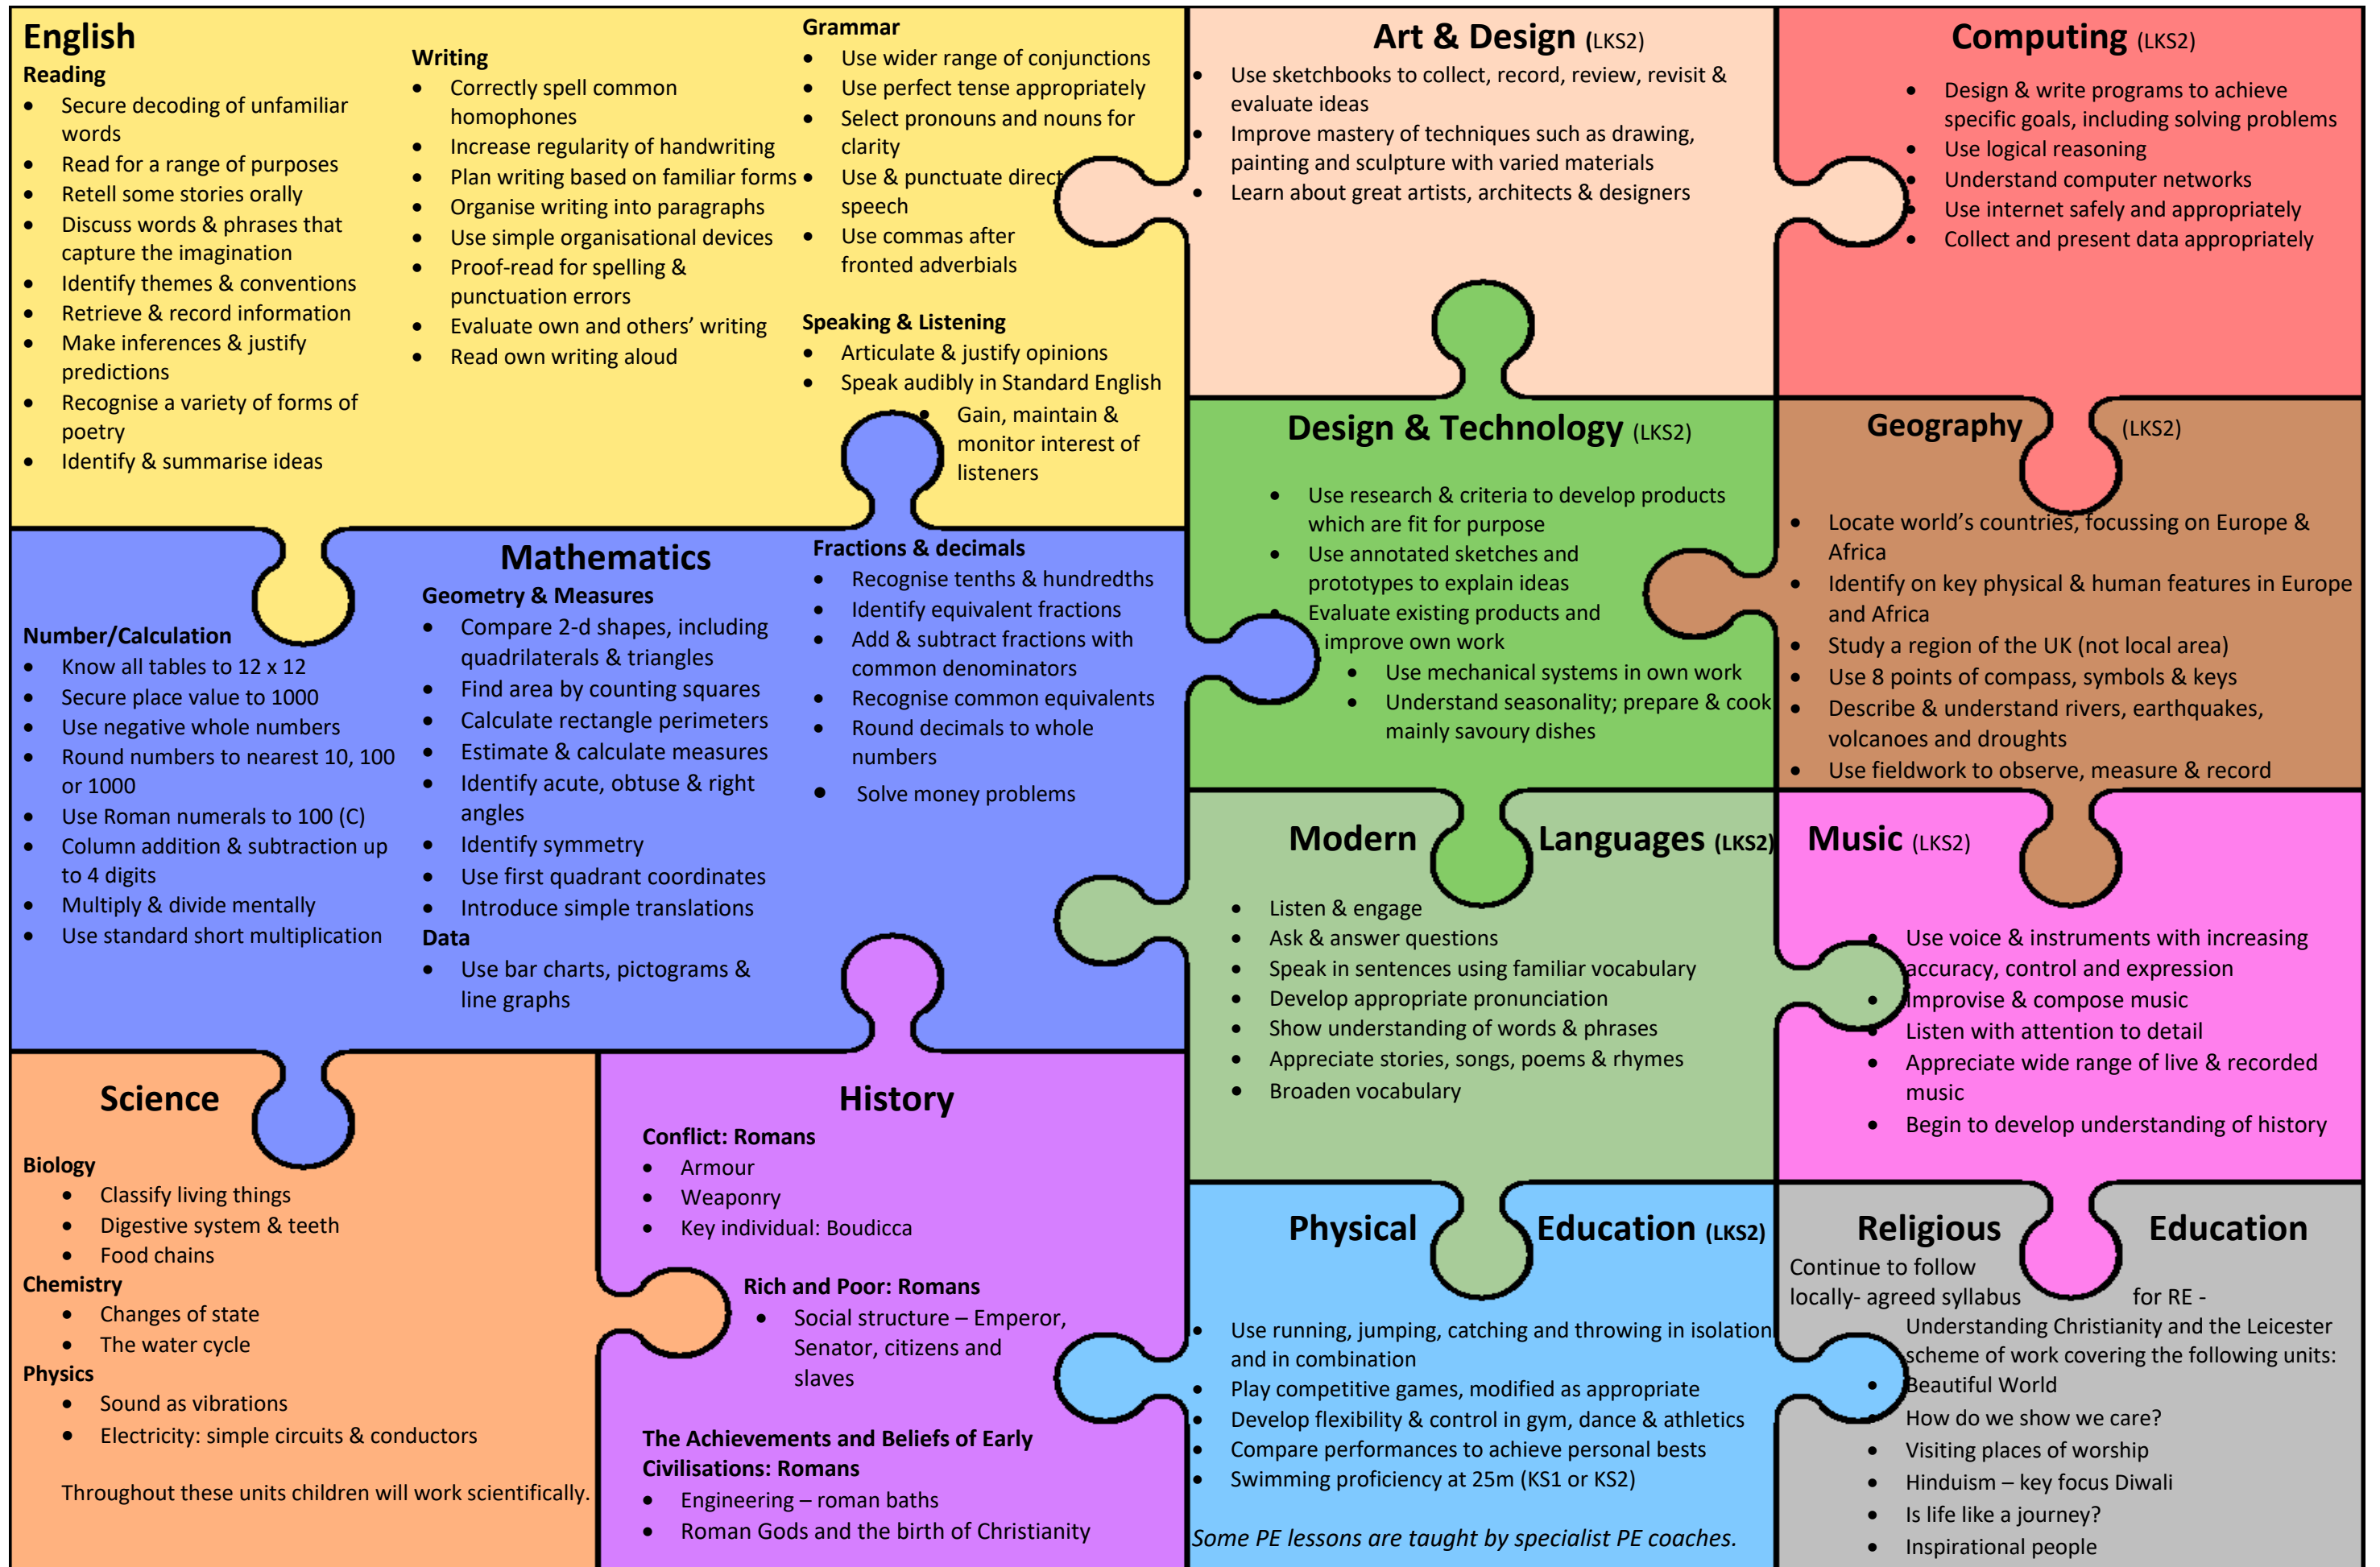 English
Reading
• Secure decoding of unfamiliar
words
• Read for a range of purposes
• Retell some stories orally
• Discuss words & phrases that
capture the imagination
• Identify themes & conventions
• Retrieve & record information
• Make inferences & justify
predictions
• Recognise a variety of forms of
poetry
• Identify & summarise ideas
Writing
• Correctly spell common
homophones
• Increase regularity of handwriting
• Plan writing based on familiar forms
• Organise writing into paragraphs
• Use simple organisational devices
• Proof-read for spelling &
punctuation errors
• Evaluate own and others’ writing
• Read own writing aloud
Grammar
• Use wider range of conjunctions
• Use perfect tense appropriately
• Select pronouns and nouns for
clarity
• Use & punctuate direct
speech
• Use commas after
fronted adverbials
Speaking & Listening
• Articulate & justify opinions
• Speak audibly in Standard English
• Gain, maintain &
monitor interest of
listeners
Art & Design (LKS2)
• Use sketchbooks to collect, record, review, revisit &
evaluate ideas
• Improve mastery of techniques such as drawing,
painting and sculpture with varied materials
• Learn about great artists, architects & designers
Computing (LKS2)
• Design & write programs to achieve
specific goals, including solving problems
• Use logical reasoning
• Understand computer networks
• Use internet safely and appropriately
• Collect and present data appropriately
Mathematics
Number/Calculation
• Know all tables to 12 x 12
• Secure place value to 1000
• Use negative whole numbers
• Round numbers to nearest 10, 100
or 1000
• Use Roman numerals to 100 (C)
• Column addition & subtraction up
to 4 digits
• Multiply & divide mentally
• Use standard short multiplication
Geometry & Measures
• Compare 2-d shapes, including
quadrilaterals & triangles
• Find area by counting squares
• Calculate rectangle perimeters
• Estimate & calculate measures
• Identify acute, obtuse & right
angles
• Identify symmetry
• Use first quadrant coordinates
• Introduce simple translations
Data
• Use bar charts, pictograms &
line graphs
Fractions & decimals
• Recognise tenths & hundredths
• Identify equivalent fractions
• Add & subtract fractions with
common denominators
• Recognise common equivalents
• Round decimals to whole
numbers
• Solve money problems
Design & Technology (LKS2)
• Use research & criteria to develop products
which are fit for purpose
• Use annotated sketches and
prototypes to explain ideas
• Evaluate existing products and
improve own work
• Use mechanical systems in own work
• Understand seasonality; prepare & cook
mainly savoury dishes
Geography (LKS2)
• Locate world’s countries, focussing on Europe &
Africa
• Identify on key physical & human features in Europe
and Africa
• Study a region of the UK (not local area)
• Use 8 points of compass, symbols & keys
• Describe & understand rivers, earthquakes,
volcanoes and droughts
• Use fieldwork to observe, measure & record
Modern Languages (LKS2)
• Listen & engage
• Ask & answer questions
• Speak in sentences using familiar vocabulary
• Develop appropriate pronunciation
• Show understanding of words & phrases
• Appreciate stories, songs, poems & rhymes
• Broaden vocabulary
Music (LKS2)
• Use voice & instruments with increasing
accuracy, control and expression
• Improvise & compose music
• Listen with attention to detail
• Appreciate wide range of live & recorded
music
• Begin to develop understanding of history
Science
Biology
• Classify living things
• Digestive system & teeth
• Food chains
Chemistry
• Changes of state
• The water cycle
Physics
• Sound as vibrations
• Electricity: simple circuits & conductors
Throughout these units children will work scientifically.
History
Conflict: Romans
• Armour
• Weaponry
• Key individual: Boudicca
Rich and Poor: Romans
• Social structure – Emperor,
Senator, citizens and
slaves
The Achievements and Beliefs of Early
Civilisations: Romans
• Engineering – roman baths
• Roman Gods and the birth of Christianity
Physical Education (LKS2)
• Use running, jumping, catching and throwing in isolation
and in combination
• Play competitive games, modified as appropriate
• Develop flexibility & control in gym, dance & athletics
• Compare performances to achieve personal bests
• Swimming proficiency at 25m (KS1 or KS2)
Some PE lessons are taught by specialist PE coaches.
Religious Education
Continue to follow
locally- agreed syllabus for RE -
Understanding Christianity and the Leicester
scheme of work covering the following units:
• Beautiful World
• How do we show we care?
• Visiting places of worship
• Hinduism – key focus Diwali
• Is life like a journey?
• Inspirational people